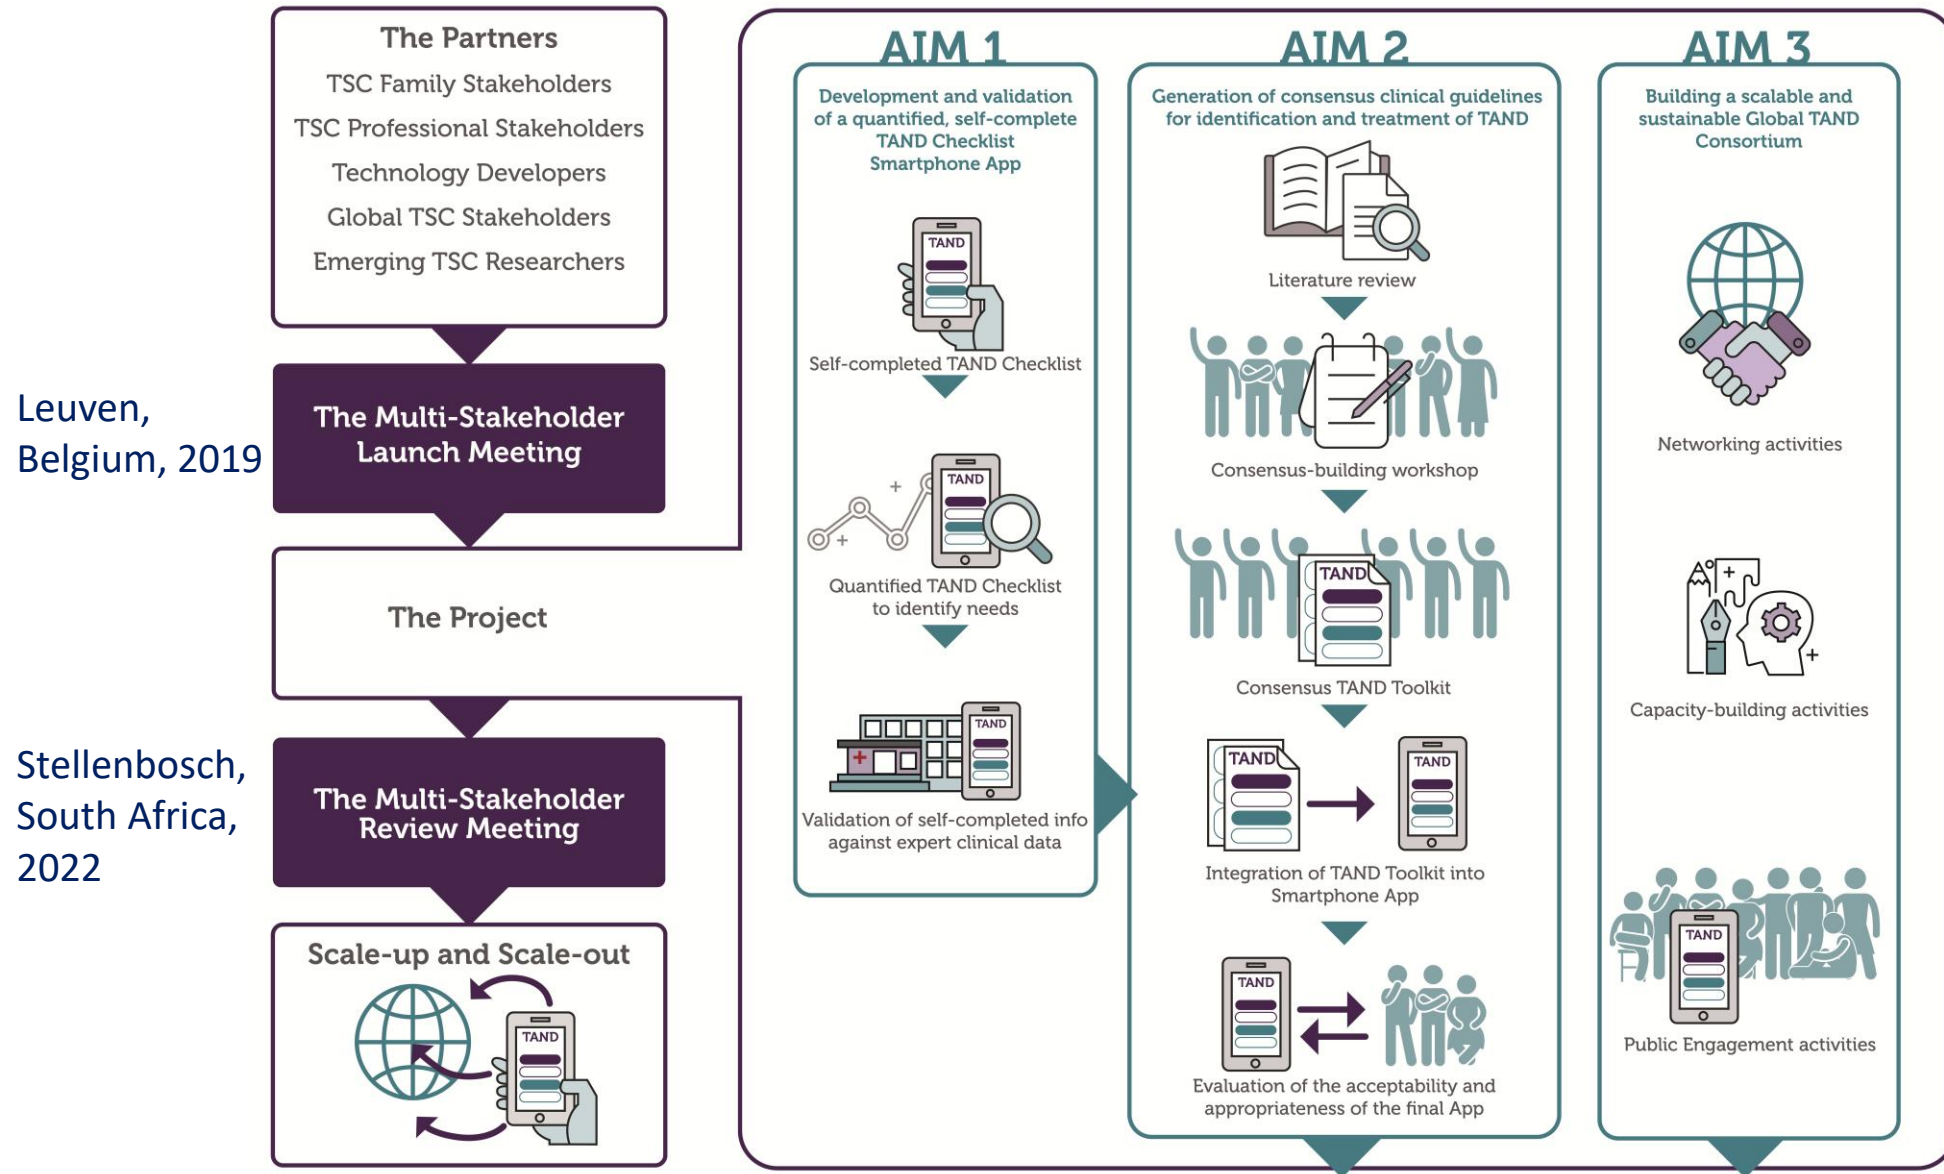 The Partners
TSC Family Stakeholders
TSC Professional Stakeholders
Technology Developers
Global TSC Stakeholders
Emerging TSC Researchers
Leuven,
Belgium, 2019
The Multi-Stakeholder
Launch Meeting
The Project
Stellenbosch,
South Africa,
2022
The Multi-Stakeholder
Review Meeting
Scale-up and Scale-out
TAND
AIM 1
Development and validation
of a quantified, self-complete
TAND Checklist
Smartphone App
TAND
Self-completed TAND Checklist
TAND
Quantified TAND Checklist
to identify needs
TAND
Validation of self-completed info
against expert clinical data
AIM 2
Generation of consensus clinical guidelines
for identification and treatment of TAND
Literature review
Consensus-building workshop
TAND
Consensus TAND Toolkit
TAND
TAND
Integration of TAND Toolkit into
Smartphone App
TAND
Evaluation of the acceptability and
appropriateness of the final App
AIM 3
Building a scalable and
sustainable Global TAND
Consortium
Networking activities
Capacity-building activities
TAND
Public Engagement activities